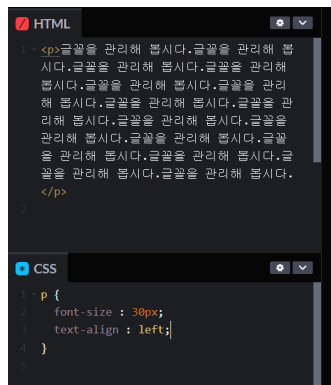 HTML
1 <p>글꼴을 관리해 봅시다.글꼴을 관리해 봅
시다.글꼴을 관리해 봅시다.글꼴을 관리해
봅시다.글꼴을 관리해 봅시다.글꼴을 관리
해 봅시다.글꼴을 관리해 봅시다.글꼴을 관
리해 봅시다.글꼴을 관리해 봅시다.글꼴을
관리해 봅시다.글꼴을 관리해 봅시다.글꼴
을 관리해 봅시다.글꼴을 관리해 봅시다.글
꼴을 관리해 봅시다.글꼴을 관리해 봅시다.
</p>
2
CSS
1 p {
2 font-size : 30px;
3 text-align : left;
4 }
5